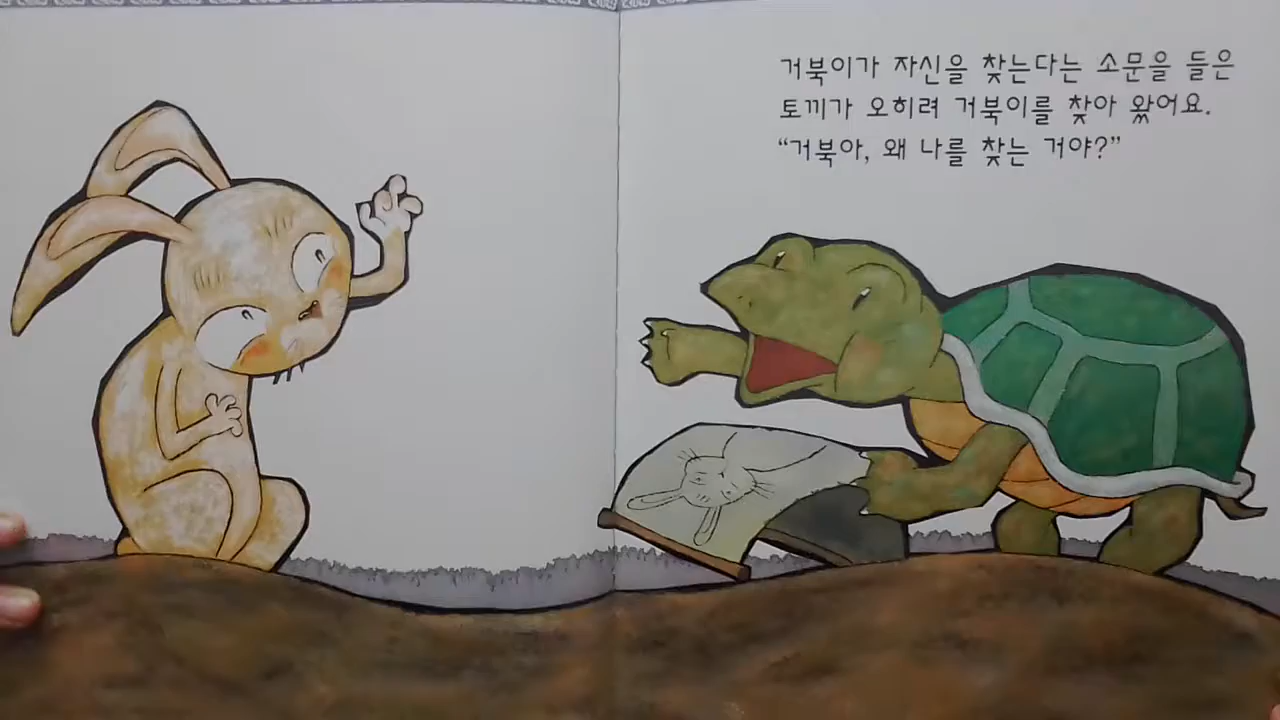 거북이가 자신을 찾는다는 소문을 들은
토끼가 오히려 거북이를 찾아 왔어요.
“거북아, 왜 나를 찾는 거야?”